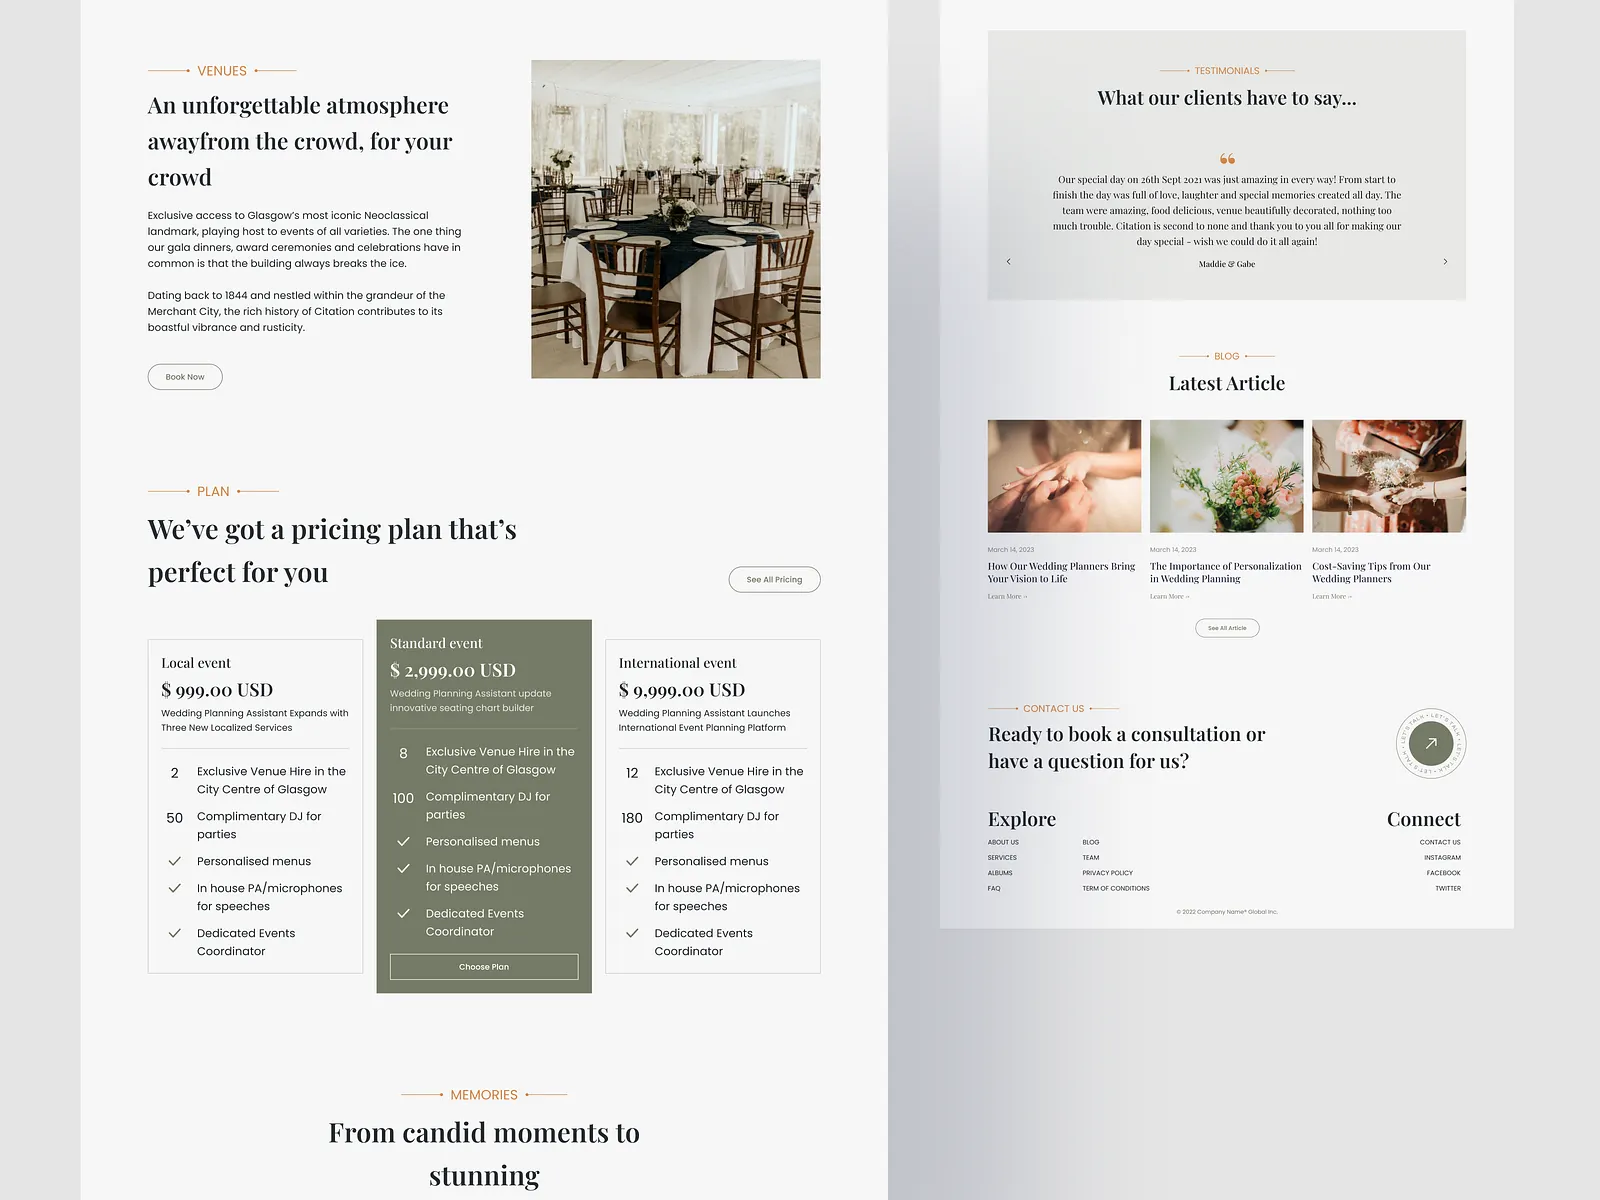 VENUES
An unforgettable atmosphere
awayfrom the crowd, for your
crowd
Exclusive access to Glasgow's most iconic Neoclassical
landmark, playing host to events of all varieties. The one thing
our gala dinners, award ceremonies and celebrations have in
common is that the building always breaks the ice.
Dating back to 1844 and nestled within the grandeur of the
Merchant City, the rich history of Citation contributes to its
boastful vibrance and rusticity.
Book Now
PLAN
We've got a pricing plan that's
perfect for you
See All Pricing
Local event
$ 999.00 USD
Wedding Planning Assistant Expands with
Three New Localized Services
2 Exclusive Venue Hire in the
City Centre of Glasgow
50 Complimentary DJ for
parties
Personalised menus
In house PA/microphones
for speeches
Dedicated Events
Coordinator
Standard event
$ 2,999.00 USD
Wedding Planning Assistant update
innovative seating chart builder
8 Exclusive Venue Hire in the
City Centre of Glasgow
100 Complimentary DJ for
parties
Personalised menus
In house PA/microphones
for speeches
Dedicated Events
Coordinator
Choose Plan
International event
$ 9,999.00 USD
Wedding Planning Assistant Launches
International Event Planning Platform
12 Exclusive Venue Hire in the
City Centre of Glasgow
180 Complimentary DJ for
parties
Personalised menus
In house PA/microphones
for speeches
Dedicated Events
Coordinator
MEMORIES
From candid moments to
stunning
TESTIMONIALS
What our clients have to say...
Our special day on 26th Sept 2021 was just amazing in every way! From start to
finish the day was full of love, laughter and special memories created all day. The
team were amazing, food delicious, venue beautifully decorated, nothing too
much trouble. Citation is second to none and thank you to you all for making our
day special - wish we could do it all again!
Maddie & Gabe
BLOG
Latest Article
March 14, 2023
How Our Wedding Planners Bring
Your Vision to Life
Learn More →
March 14, 2023
The Importance of Personalization
in Wedding Planning
Learn More →
March 14, 2023
Cost-Saving Tips from Our
Wedding Planners
Learn More →
See All Article
CONTACT US
Ready to book a consultation or
have a question for us?
LET'S TALK • LET'S TALK • LET'S TALK • LET'S TALK •
Explore
ABOUT US
SERVICES
ALBUMS
FAQ
BLOG
TEAM
PRIVACY POLICY
TERM OF CONDITIONS
Connect
CONTACT US
INSTAGRAM
FACEBOOK
TWITTER
© 2022 Company Name® Global Inc.